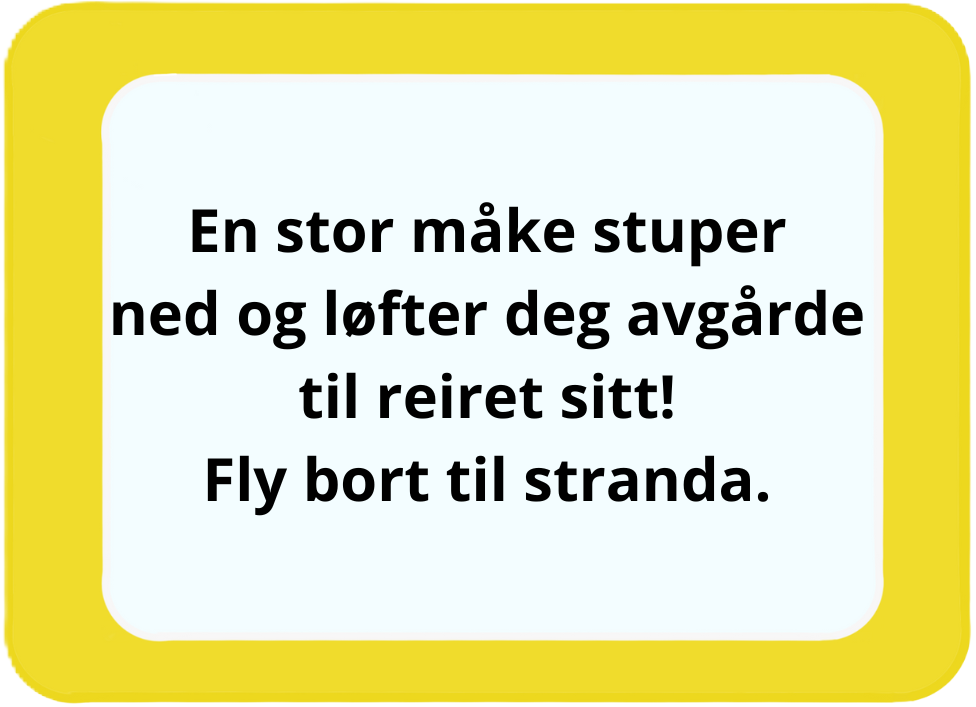 En stor måke stuper
ned og løfter deg avgårde
til reiret sitt!
Fly bort til stranda.